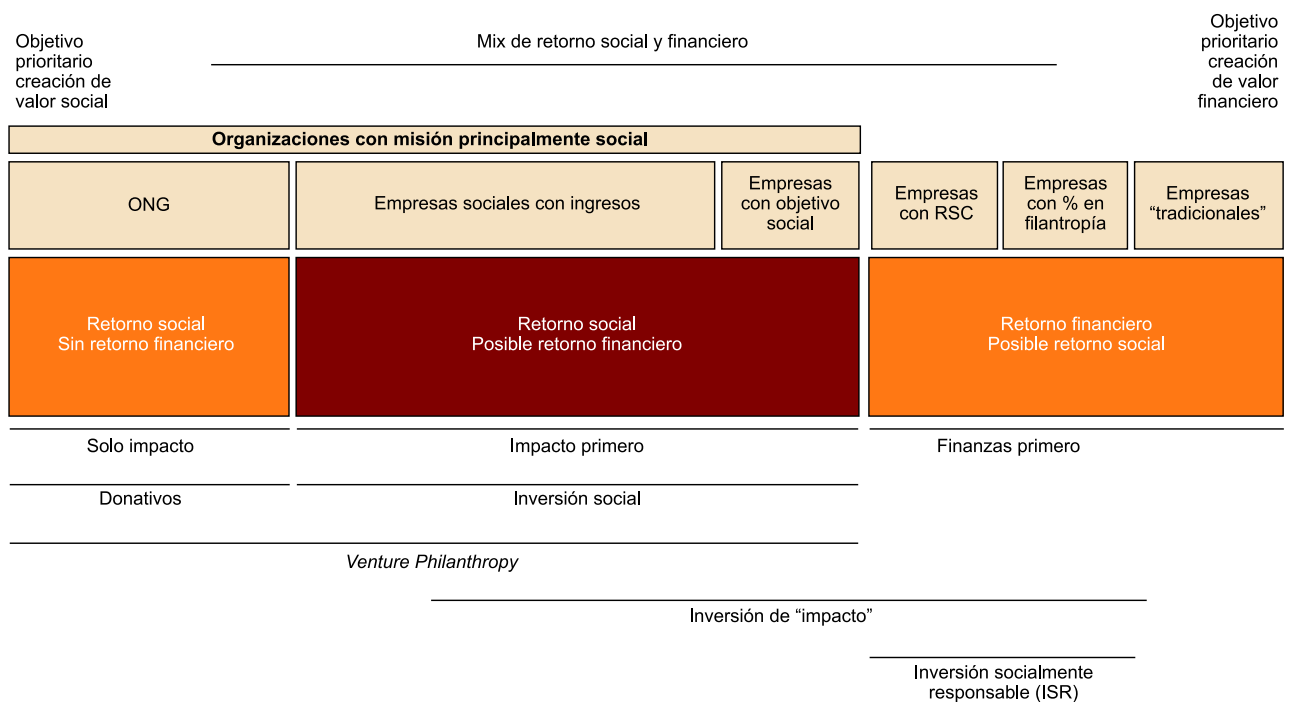 Objetivo
prioritario
creación de
valor social
Mix de retorno social y financiero
Objetivo
prioritario
creación
de valor
financiero
Organizaciones con misión principalmente social
ONG
Empresas sociales con ingresos
Empresas
con objetivo
social
Empresas
con RSC
Empresas
con % en
filantropía
Empresas
“tradicionales”
Retorno social
Sin retorno financiero
Retorno social
Posible retorno financiero
Retorno financiero
Posible retorno social
Solo impacto
Impacto primero
Finanzas primero
Donativos
Inversión social
Venture Philanthropy
Inversión de “impacto”
Inversión socialmente
responsable (ISR)